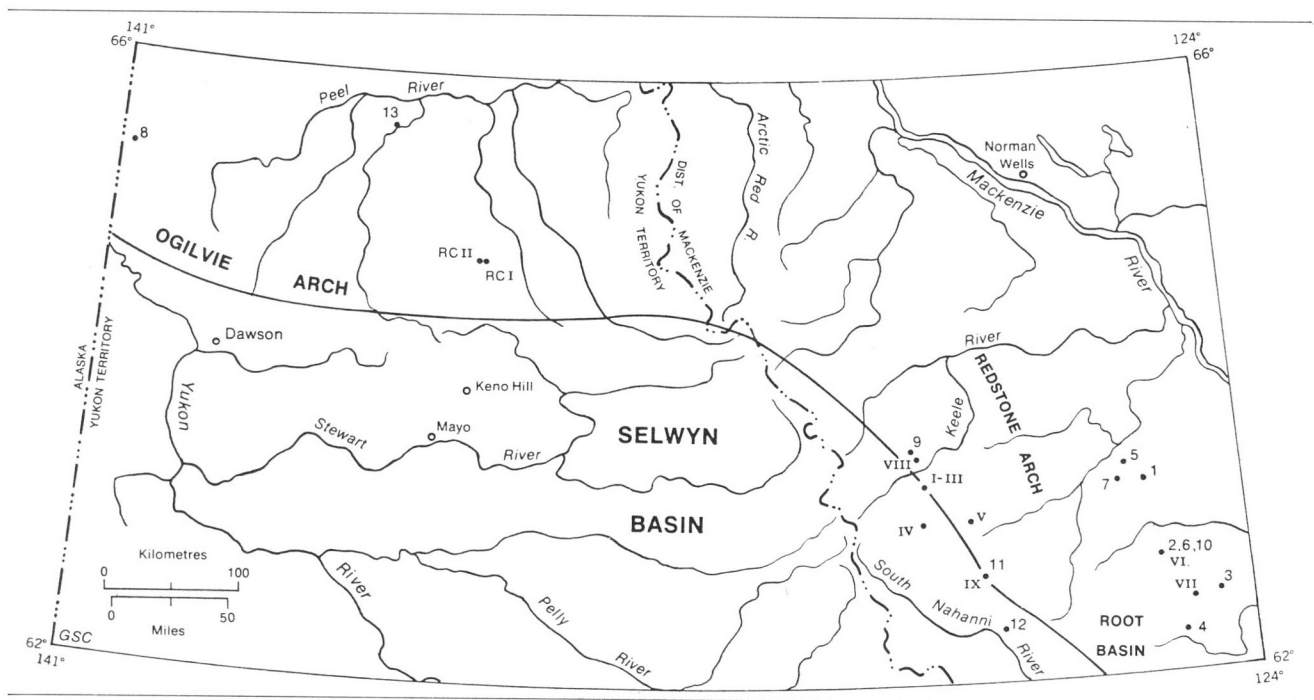 141°
66°
124°
66°
Peel River
13
8
Arctic Red R.
Norman
Wells
Mackenzie River
DIST. OF MACKENZIE
YUKON TERRITORY
OGILVIE ARCH
RC II
RC I
Dawson
ALASKA
YUKON TERRITORY
Yukon River
Keno Hill
Mayo
Stewart River
SELWYN
BASIN
Keele River
REDSTONE ARCH
9
VIII
I-III
IV
V
5
7
1
2,6,10
VI.
VII
3
4
11
IX
12
South Nahanni River
ROOT
BASIN
Pelly River
Kilometres
0 100
0 50
Miles
GSC
62°
141°
62°
124°